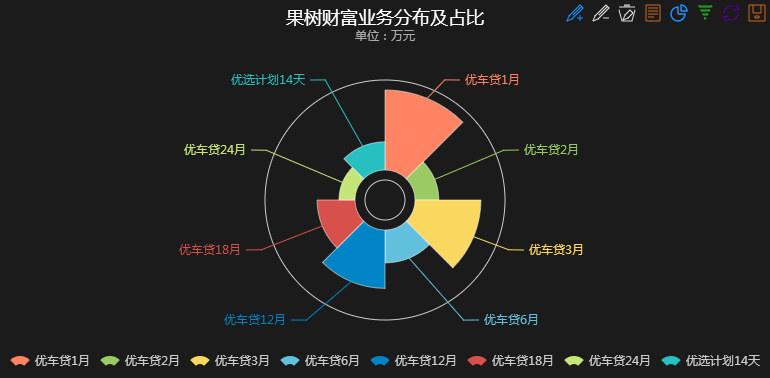 果树财富业务分布及占比
单位：万元
优选计划14天
优车贷1月
优车贷24月
优车贷2月
优车贷18月
优车贷3月
优车贷12月
优车贷6月
优车贷1月 优车贷2月 优车贷3月 优车贷6月 优车贷12月 优车贷18月 优车贷24月 优选计划14天